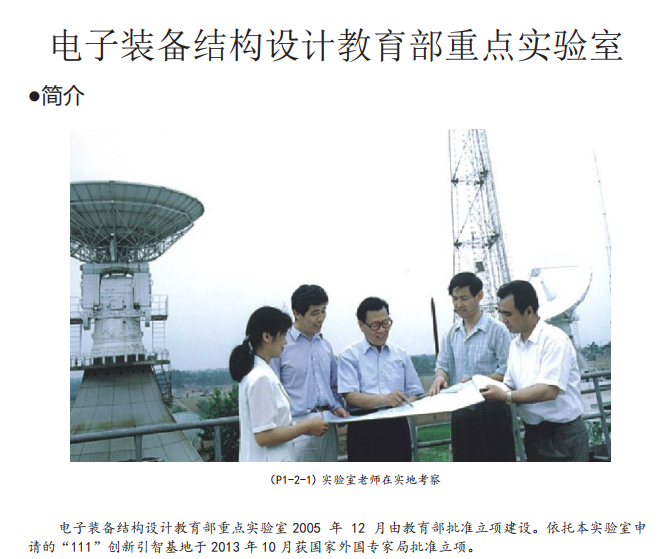 电子装备结构设计教育部重点实验室
●简介
(P1-2-1) 实验室老师在实地考察
电子装备结构设计教育部重点实验室 2005 年 12 月由教育部批准立项建设。依托本实验室申
请的“111”创新引智基地于 2013 年 10 月获国家外国专家局批准立项。